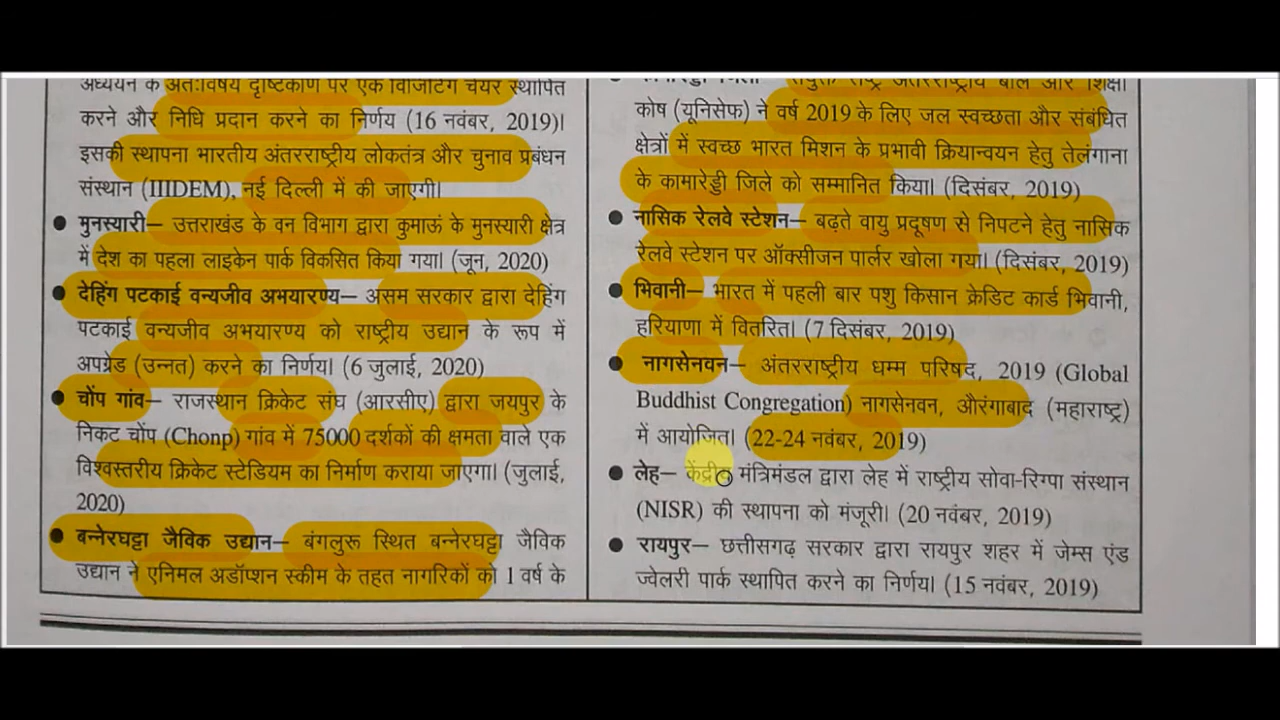 अध्ययन के अंतःविषय दृष्टिकोण पर एक विजिटिंग चेयर स्थापित
करने और निधि प्रदान करने का निर्णय (16 नवंबर, 2019)।
इसकी स्थापना भारतीय अंतरराष्ट्रीय लोकतंत्र और चुनाव प्रबंधन
संस्थान (IIIDEM), नई दिल्ली में की जाएगी।
● मुनस्यारी– उत्तराखंड के वन विभाग द्वारा कुमाऊं के मुनस्यारी क्षेत्र
में देश का पहला लाइकेन पार्क विकसित किया गया। (जून, 2020)
● देहिंग पटकाई वन्यजीव अभयारण्य– असम सरकार द्वारा देहिंग
पटकाई वन्यजीव अभयारण्य को राष्ट्रीय उद्यान के रूप में
अपग्रेड (उन्नत) करने का निर्णय। (6 जुलाई, 2020)
● चोंप गांव– राजस्थान क्रिकेट संघ (आरसीए) द्वारा जयपुर के
निकट चोंप (Chonp) गांव में 75000 दर्शकों की क्षमता वाले एक
विश्वस्तरीय क्रिकेट स्टेडियम का निर्माण कराया जाएगा। (जुलाई,
2020)
● बन्नेरघट्टा जैविक उद्यान– बंगलुरू स्थित बन्नेरघट्टा जैविक
उद्यान ने एनिमल अडॉप्शन स्कीम के तहत नागरिकों को 1 वर्ष के
संयुक्त राष्ट्र अंतरराष्ट्रीय बाल और शिक्षा
कोष (यूनिसेफ) ने वर्ष 2019 के लिए जल स्वच्छता और संबंधित
क्षेत्रों में स्वच्छ भारत मिशन के प्रभावी क्रियान्वयन हेतु तेलंगाना
के कामारेड्डी जिले को सम्मानित किया। (दिसंबर, 2019)
● नासिक रेलवे स्टेशन– बढ़ते वायु प्रदूषण से निपटने हेतु नासिक
रेलवे स्टेशन पर ऑक्सीजन पार्लर खोला गया। (दिसंबर, 2019)
● भिवानी– भारत में पहली बार पशु किसान क्रेडिट कार्ड भिवानी,
हरियाणा में वितरित। (7 दिसंबर, 2019)
● नागसेनवन– अंतरराष्ट्रीय धम्म परिषद, 2019 (Global
Buddhist Congregation) नागसेनवन, औरंगाबाद (महाराष्ट्र)
में आयोजित। (22-24 नवंबर, 2019)
● लेह– केंद्रीय मंत्रिमंडल द्वारा लेह में राष्ट्रीय सोवा-रिग्पा संस्थान
(NISR) की स्थापना को मंजूरी। (20 नवंबर, 2019)
● रायपुर– छत्तीसगढ़ सरकार द्वारा रायपुर शहर में जेम्स एंड
ज्वेलरी पार्क स्थापित करने का निर्णय। (15 नवंबर, 2019)